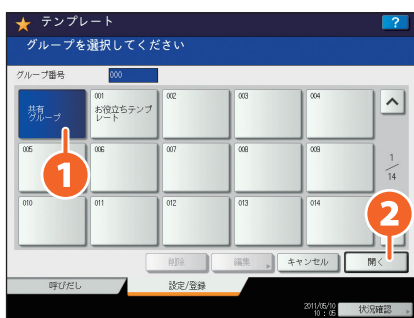 テンプレート ?
グループを選択してください
グループ番号 000
共有グループ
001 お役立ちテンプレート
002
003
004
005
006
007
008
009
1/14
010
011
012
013
014
1
2
削除 編集 キャンセル 開く
呼びだし 設定/登録
2011/05/10
10:05
状況確認